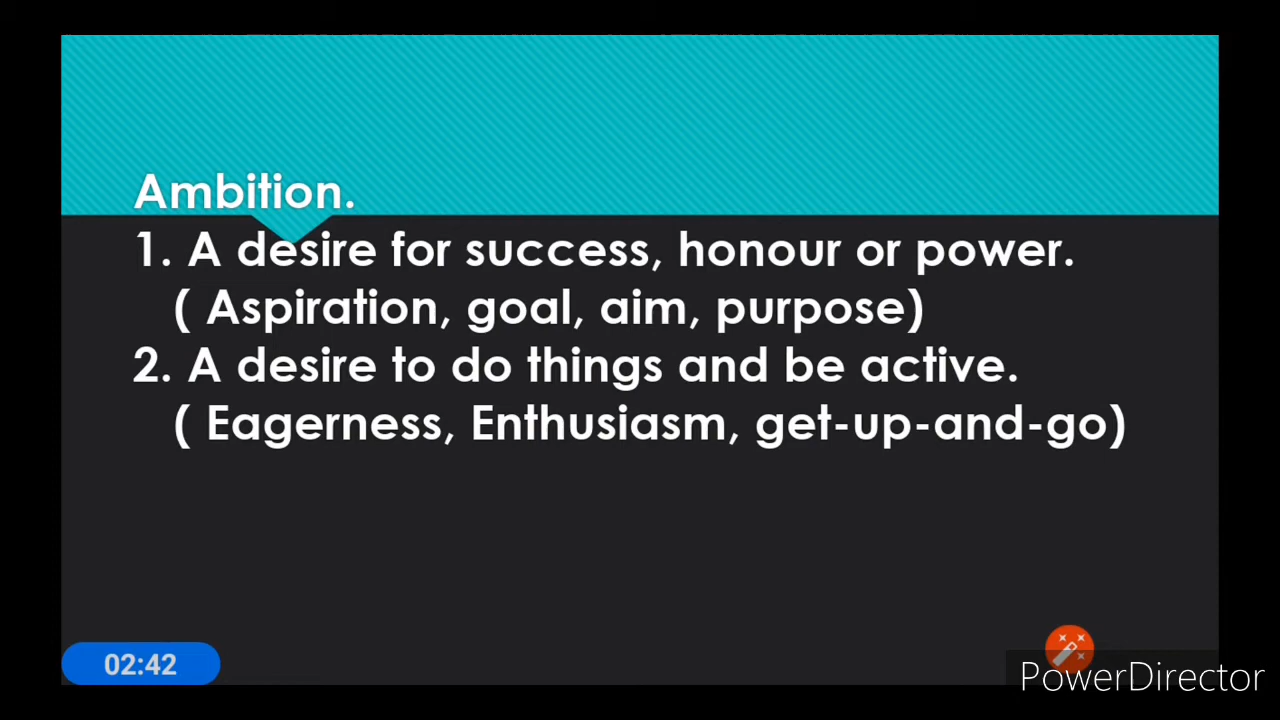 Ambition.
1. A desire for success, honour or power.
( Aspiration, goal, aim, purpose)
2. A desire to do things and be active.
( Eagerness, Enthusiasm, get-up-and-go)
02:42
PowerDirector